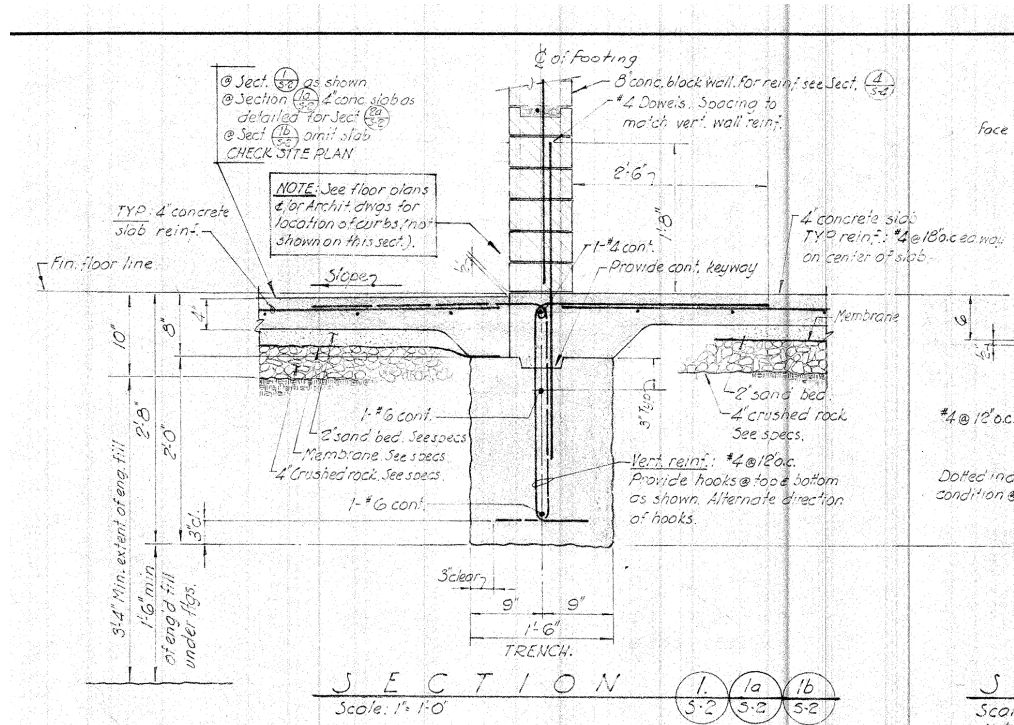 ℄ of Footing
@ Sect. 1/S-2 as shown
@ Section 1a/S-2 4" conc. slab as
detailed for Sect 2a/S-2
@ Sect 1b/S-2 omit slab
CHECK SITE PLAN
8" conc. block wall. For reinf see Sect. 4/S-4
#4 Dowels. Spacing to
match vert. wall reinf.
face
NOTE: See floor plans
&/or Archit. dwgs for
location of curbs, (not
shown on this sect.).
2'-6"
1'-8"
TYP: 4" concrete
slab reinf.
4" concrete slab
TYP reinf.: #4 @ 18" o.c. ea. way
on center of slab.
1-#4 cont.
Provide cont. keyway
Fin. floor line
Slope
Membrane
4"
8"
10"
2'-8"
2'-0"
3" Typ.
6
2" sand bed.
4" crushed rock
See specs.
1-#6 cont.
2" sand bed. See specs
Membrane. See specs
4" Crushed rock. See specs.
#4 @ 12" o.c.
Vert. reinf.: #4 @ 12" o.c.
Provide hooks @ top & bottom
as shown. Alternate direction
of hooks.
Dotted ind
condition @
1-#6 cont.
3" cl.
3" clear
3'-4" Min. extent of eng. fill
1'-6" min.
of eng'd fill
under ftgs.
9" 9"
1'-6"
TRENCH.
SECTION
1. S-2
1a S-2
1b S-2
Scale: 1" = 1'-0"
S
Scal